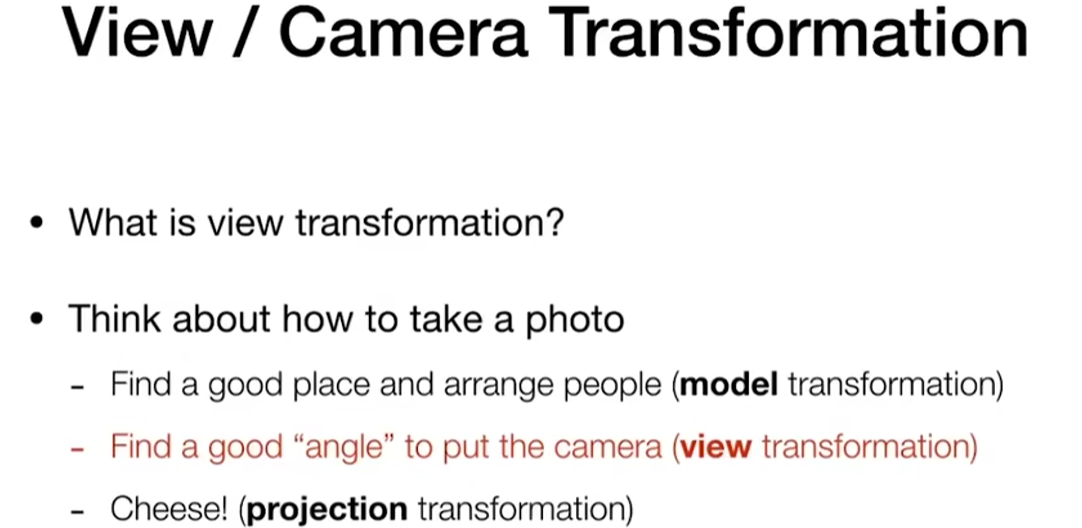 View / Camera Transformation
• What is view transformation?
• Think about how to take a photo
- Find a good place and arrange people (model transformation)
- Find a good “angle” to put the camera (view transformation)
- Cheese! (projection transformation)